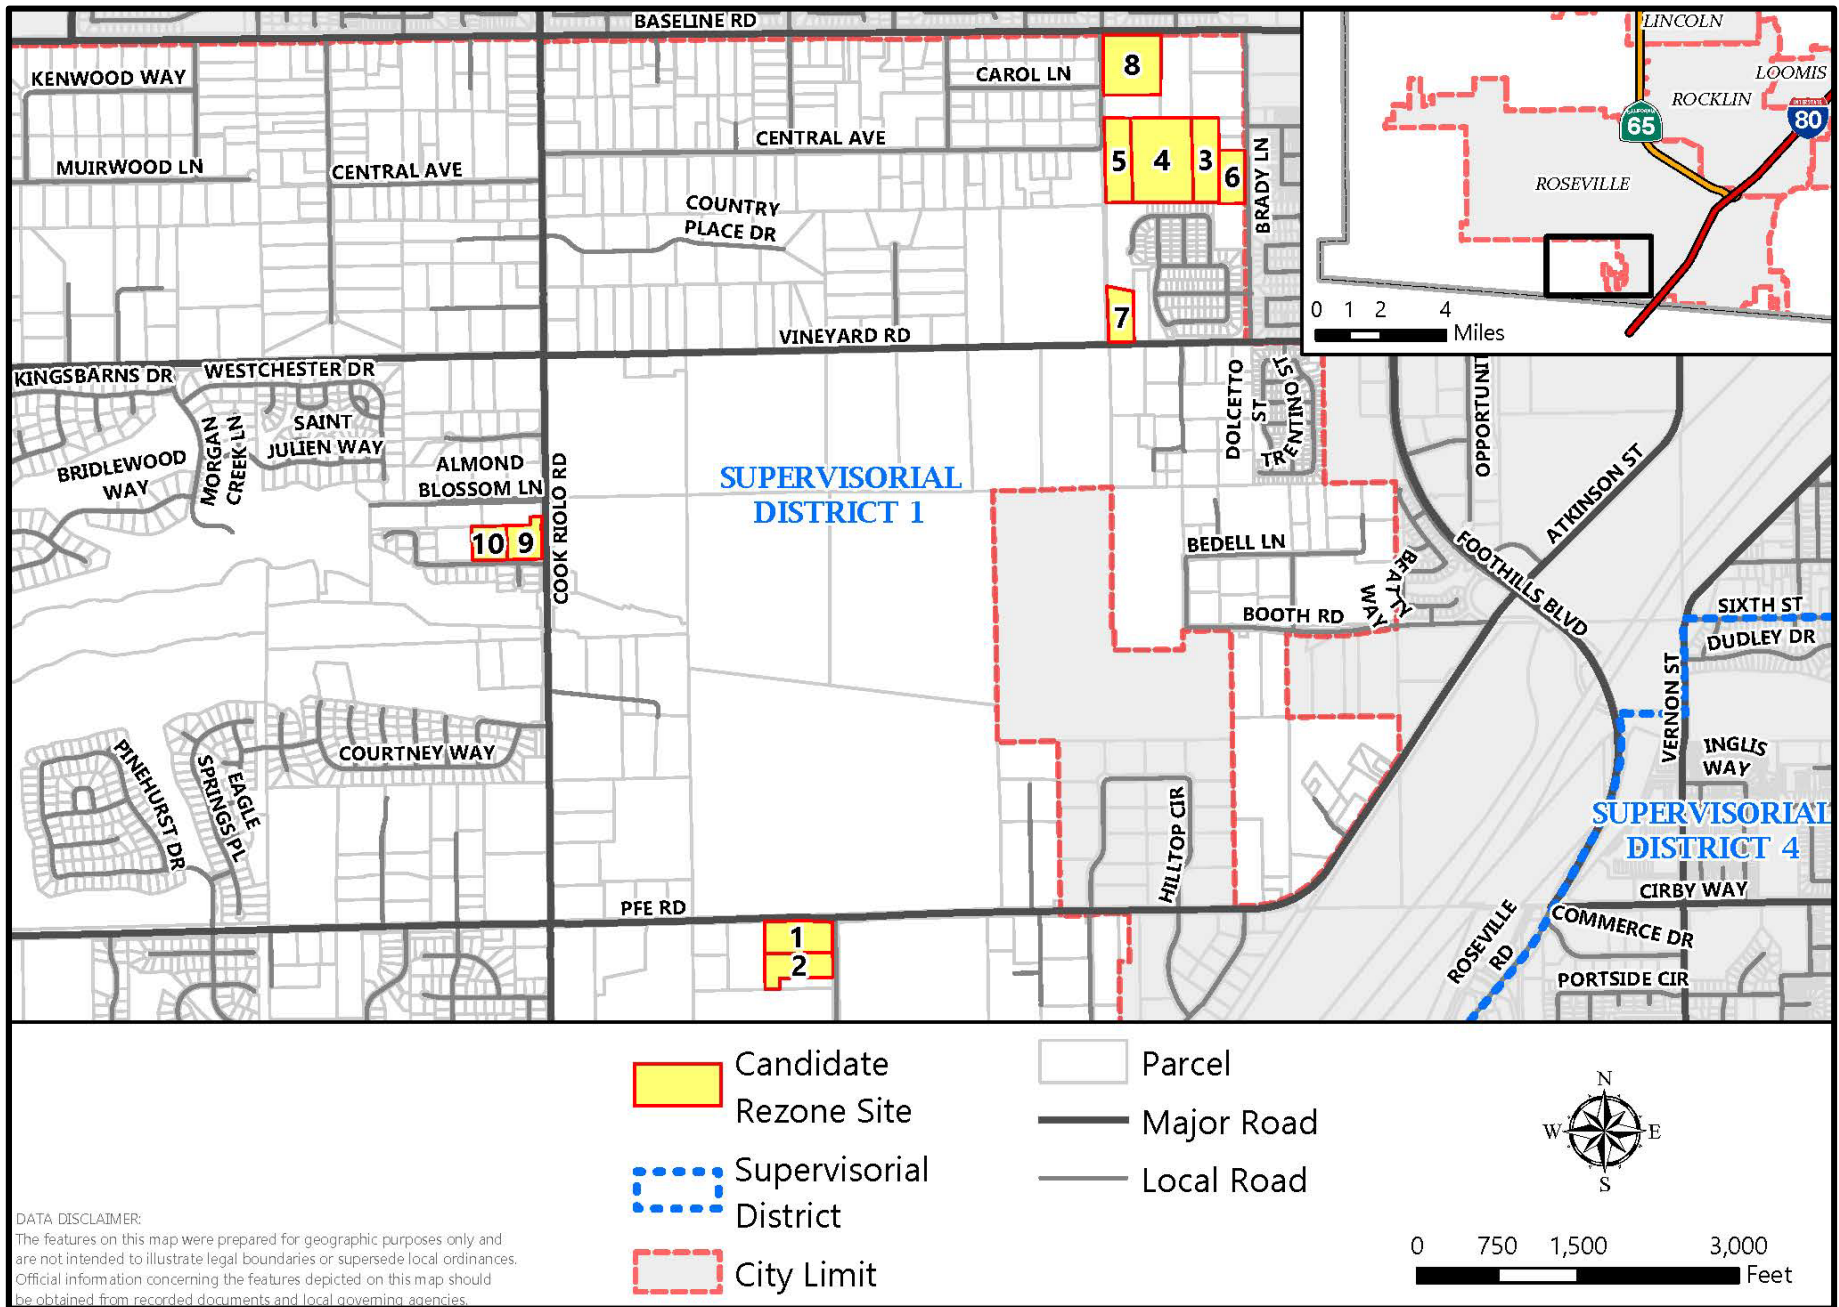 BASELINE RD
KENWOOD WAY
CAROL LN
8
CENTRAL AVE
MUIRWOOD LN
CENTRAL AVE
5
4
3
6
BRADY LN
COUNTRY
PLACE DR
7
VINEYARD RD
LINCOLN
LOOMIS
ROCKLIN
CALIFORNIA
65
INTERSTATE
80
ROSEVILLE
0 1 2 4
Miles
KINGSBARNS DR
WESTCHESTER DR
SAINT
JULIEN WAY
MORGAN
CREEK LN
BRIDLEWOOD
WAY
ALMOND
BLOSSOM LN
COOK RIOLO RD
10
9
SUPERVISORIAL
DISTRICT 1
DOLCETTO
ST
TRENTINO ST
OPPORTUNIT
ATKINSON ST
FOOTHILLS BLVD
BEDELL LN
BEATTY
WAY
BOOTH RD
SIXTH ST
DUDLEY DR
VERNON ST
INGLIS
WAY
COURTNEY WAY
PINEHURST DR
EAGLE
SPRINGS PL
HILLTOP CIR
SUPERVISORIAL
DISTRICT 4
CIRBY WAY
PFE RD
1
2
ROSEVILLE
RD
COMMERCE DR
PORTSIDE CIR
Candidate
Rezone Site
Supervisorial
District
City Limit
Parcel
Major Road
Local Road
N
W E
S
0 750 1,500 3,000
Feet
DATA DISCLAIMER:
The features on this map were prepared for geographic purposes only and
are not intended to illustrate legal boundaries or supersede local ordinances.
Official information concerning the features depicted on this map should
be obtained from recorded documents and local governing agencies.